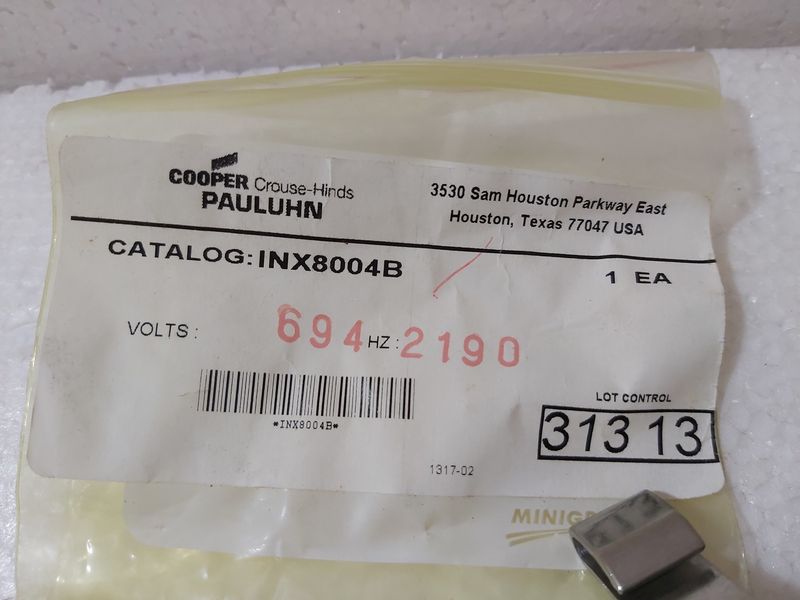 COOPER Crouse-Hinds
PAULUHN
3530 Sam Houston Parkway East
Houston, Texas 77047 USA
CATALOG: INX8004B
1 EA
VOLTS : 694 HZ : 2190
*INX8004B*
LOT CONTROL
313 13
1317-02